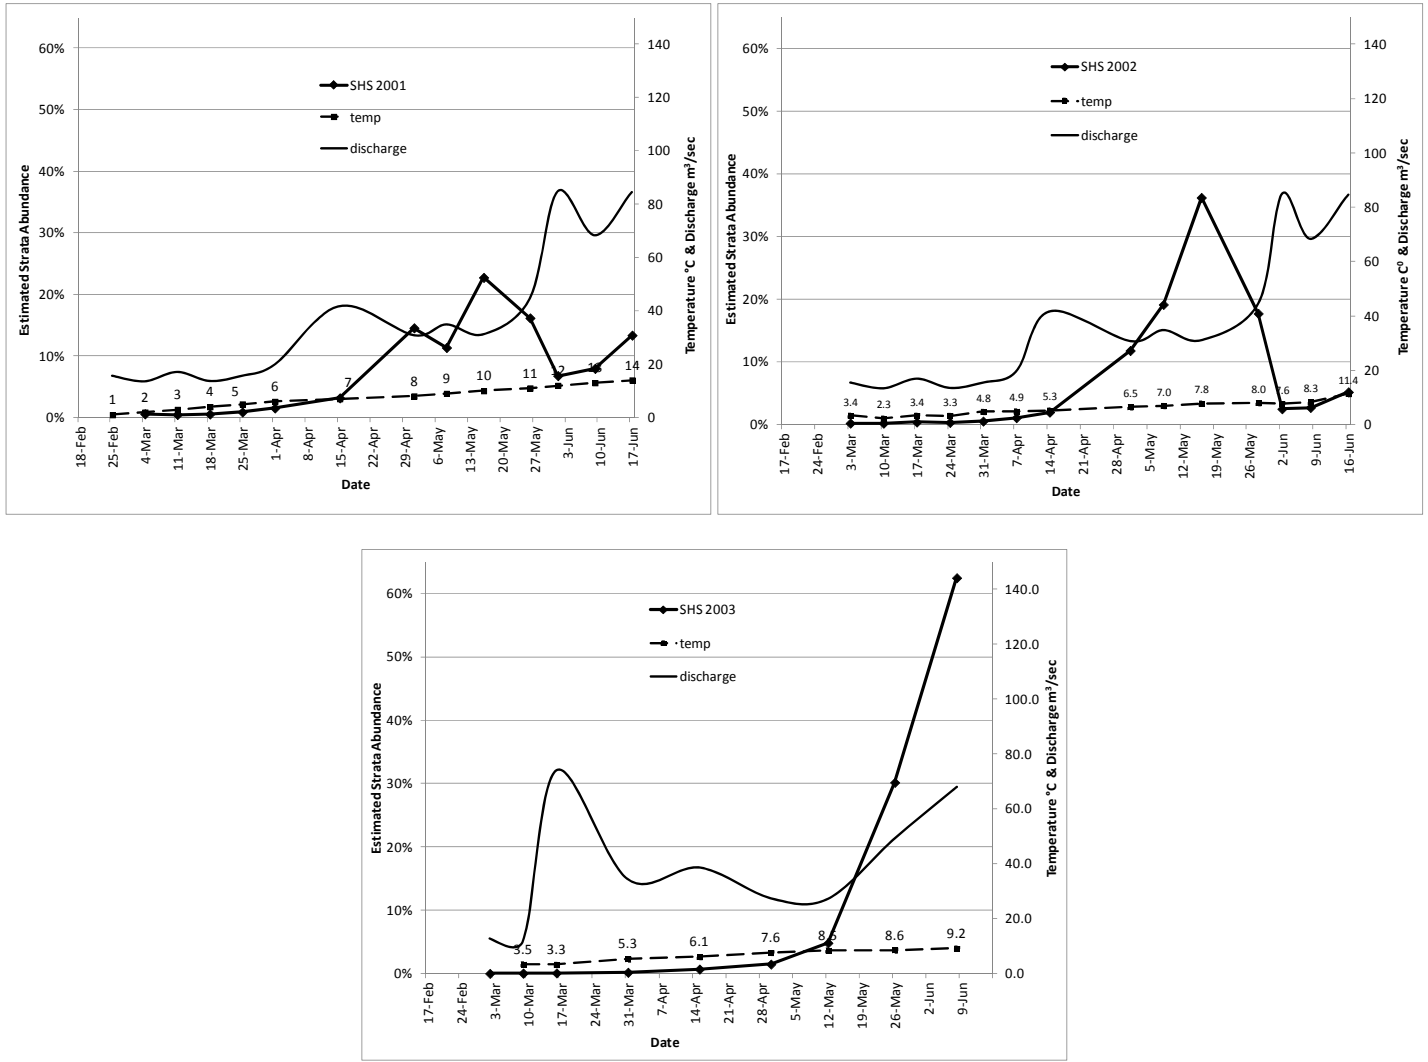 60%
50%
40%
30%
20%
10%
0%
Estimated Strata Abundance
SHS 2001
temp
discharge
1 2 3 4 5 6 7 8 9 10 11 12 13 14
140
120
100
80
60
40
20
0
Temperature °C & Discharge m³/sec
18-Feb 25-Feb 4-Mar 11-Mar 18-Mar 25-Mar 1-Apr 8-Apr 15-Apr 22-Apr 29-Apr 6-May 13-May 20-May 27-May 3-Jun 10-Jun 17-Jun
Date
60%
50%
40%
30%
20%
10%
0%
Estimated Strata Abundance
SHS 2002
temp
discharge
3.4 2.3 3.4 3.3 4.8 4.9 5.3 6.5 7.0 7.8 8.0 7.6 8.3 11.4
140
120
100
80
60
40
20
0
Temperature C⁰ & Discharge m³/sec
17-Feb 24-Feb 3-Mar 10-Mar 17-Mar 24-Mar 31-Mar 7-Apr 14-Apr 21-Apr 28-Apr 5-May 12-May 19-May 26-May 2-Jun 9-Jun 16-Jun
Date
60%
50%
40%
30%
20%
10%
0%
Estimated Strata Abundance
SHS 2003
temp
discharge
3.5 3.3 5.3 6.1 7.6 8.6 9.2
140.0
120.0
100.0
80.0
60.0
40.0
20.0
0.0
Temperature °C & Discharge m³/sec
17-Feb 24-Feb 3-Mar 10-Mar 17-Mar 24-Mar 31-Mar 7-Apr 14-Apr 21-Apr 28-Apr 5-May 12-May 19-May 26-May 2-Jun 9-Jun
Date